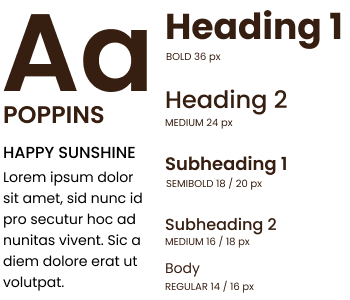 Aa
POPPINS
HAPPY SUNSHINE
Lorem ipsum dolor
sit amet, sid nunc id
pro secutur hoc ad
nunatis vivent. Sic a
diem dolore erat ut
volutpat.
Heading 1
BOLD 36 px
Heading 2
MEDIUM 24 px
Subheading 1
SEMIBOLD 18 / 20 px
Subheading 2
MEDIUM 16 / 18 px
Body
REGULAR 14 / 16 px